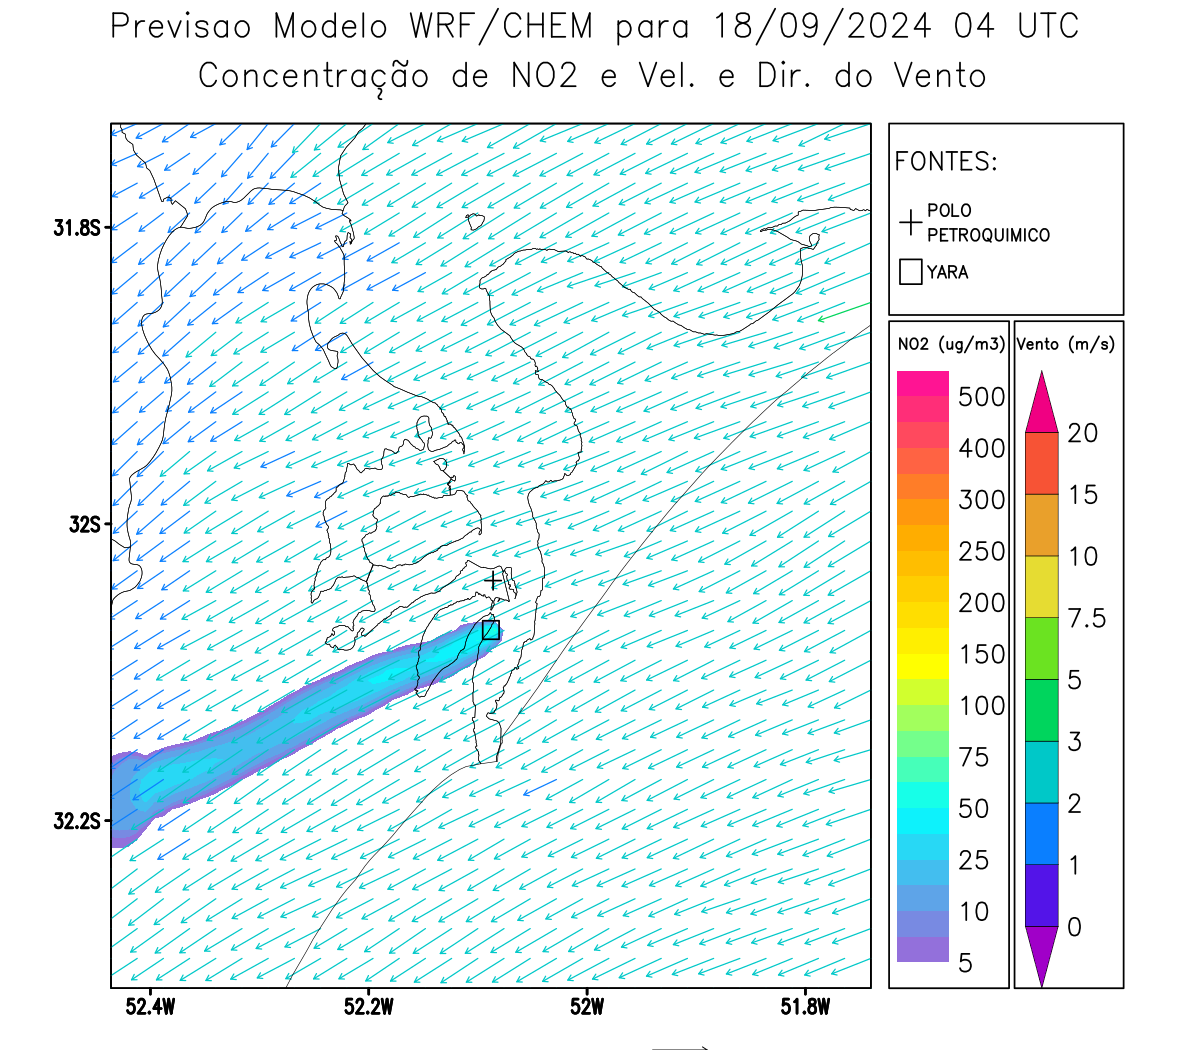 Previsao Modelo WRF/CHEM para 18/09/2024 04 UTC
Concentração de NO2 e Vel. e Dir. do Vento
FONTES:
POLO
PETROQUIMICO
YARA
NO2 (ug/m3)
500
400
300
250
200
150
100
75
50
25
10
5
Vento (m/s)
20
15
10
7.5
5
3
2
1
0
31.8S
32S
32.2S
52.4W
52.2W
52W
51.8W